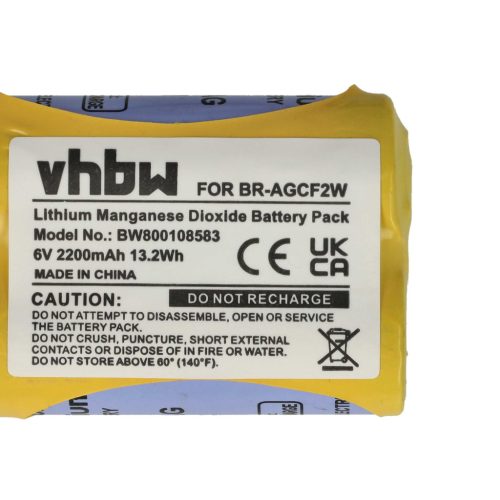 vhbw
FOR BR-AGCF2W
Lithium Manganese Dioxide Battery Pack
Model No.: BW800108583
6V 2200mAh 13.2Wh
MADE IN CHINA
CE
UK
CA
CAUTION:
DO NOT RECHARGE
DO NOT ATTEMPT TO DISASSEMBLE, OPEN OR SERVICE
THE BATTERY PACK.
DO NOT CRUSH, PUNCTURE, SHORT EXTERNAL
CONTACTS OR DISPOSE OF IN FIRE OR WATER.
DO NOT STORE ABOVE 60° (140°F).